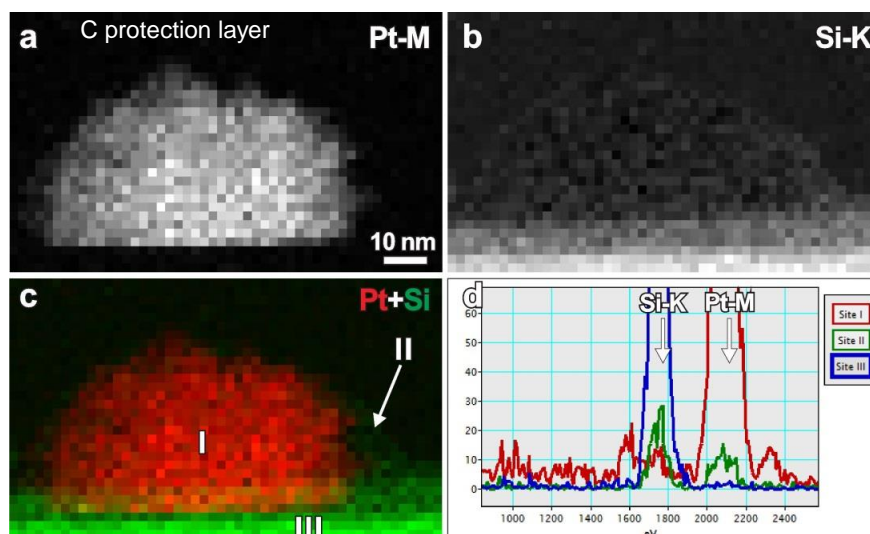 a
C protection layer
Pt-M
10 nm
b
Si-K
c
Pt+Si
II
I
III
d
Si-K
Pt-M
60
50
40
30
20
10
0
1000
1200
1400
1600
1800
2000
2200
2400
Site I
Site II
Site III